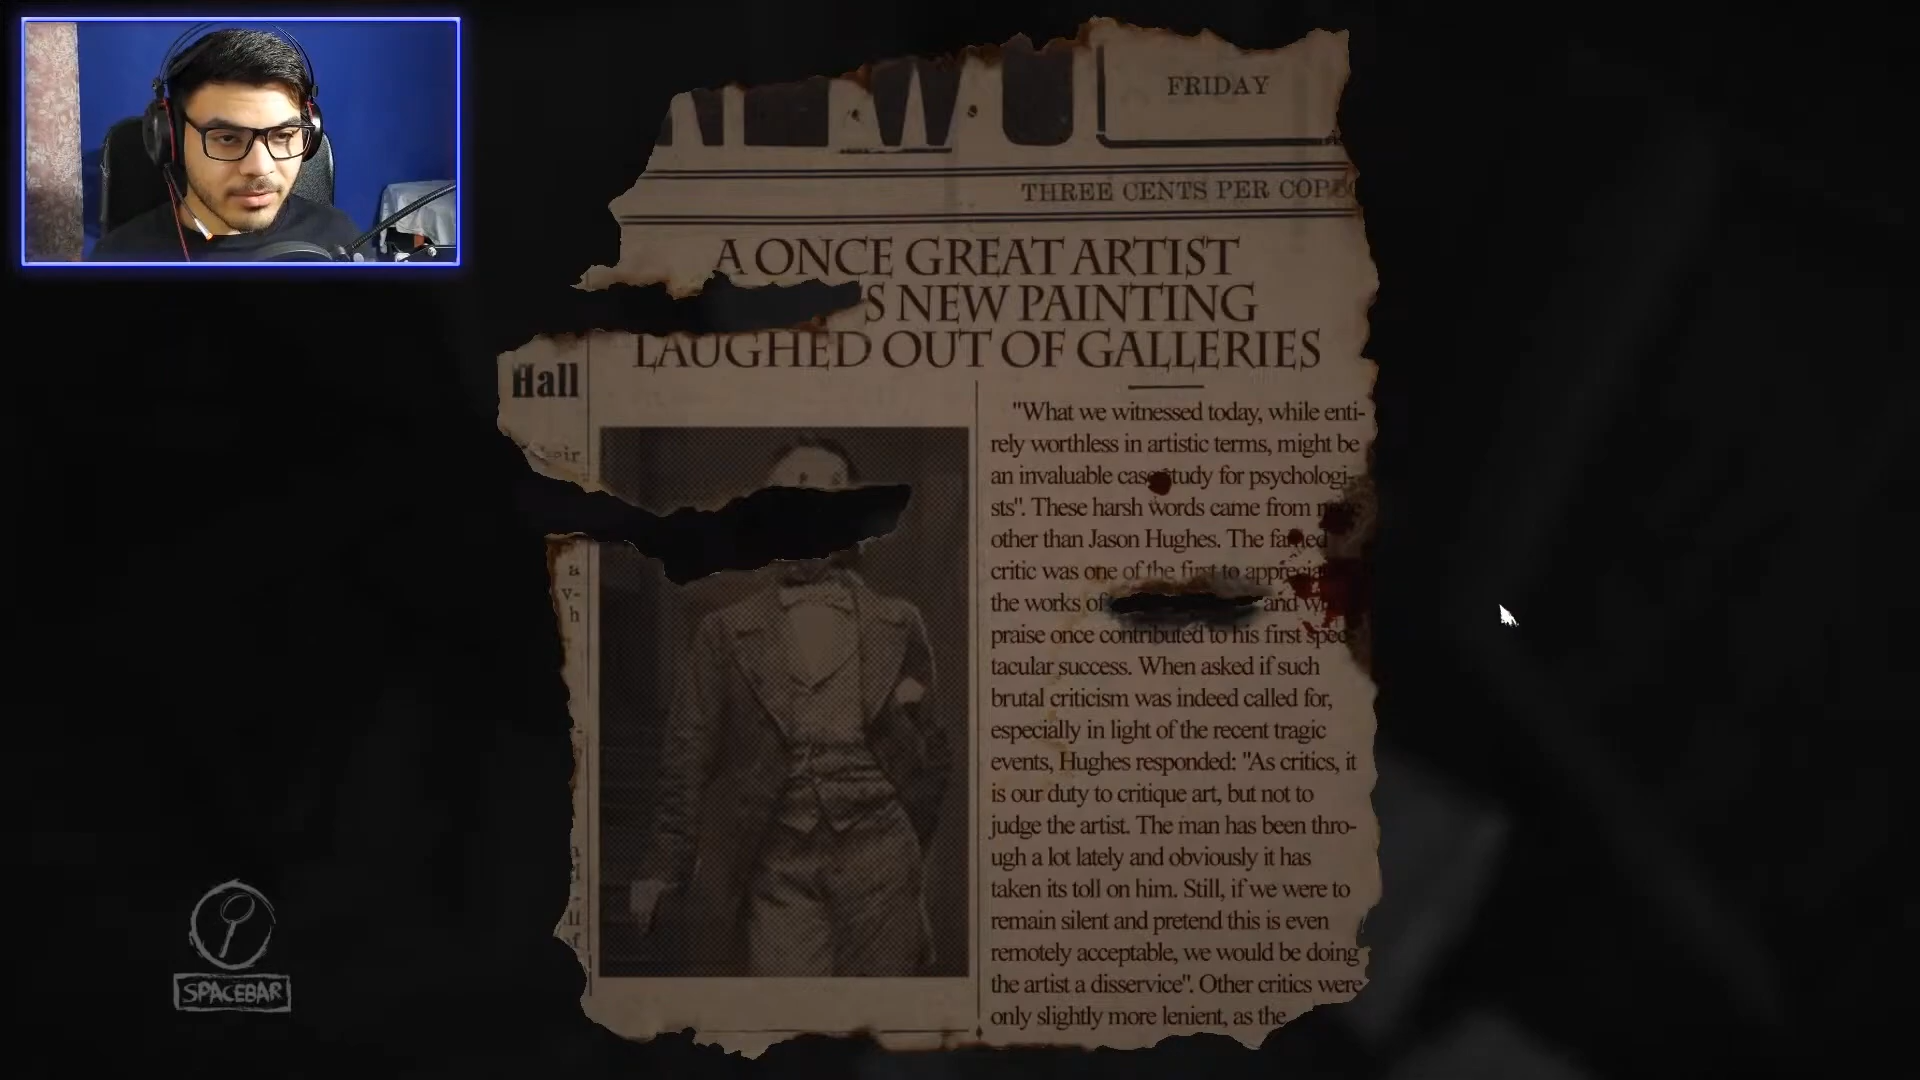 FRIDAY
THREE CENTS PER COP
A ONCE GREAT ARTIST
S NEW PAINTING
LAUGHED OUT OF GALLERIES
Hall
a
v-
h
"What we witnessed today, while enti-
rely worthless in artistic terms, might be
an invaluable case study for psychologi-
sts". These harsh words came from
other than Jason Hughes. The famed
critic was one of the first to
the works of and
praise once contributed to his first spec-
tacular success. When asked if such
brutal criticism was indeed called for,
especially in light of the recent tragic
events, Hughes responded: "As critics, it
is our duty to critique art, but not to
judge the artist. The man has been thro-
ugh a lot lately and obviously it has
taken its toll on him. Still, if we were to
remain silent and pretend this is even
remotely acceptable, we would be doing
the artist a disservice". Other critics were
only slightly more lenient, as the
SPACEBAR